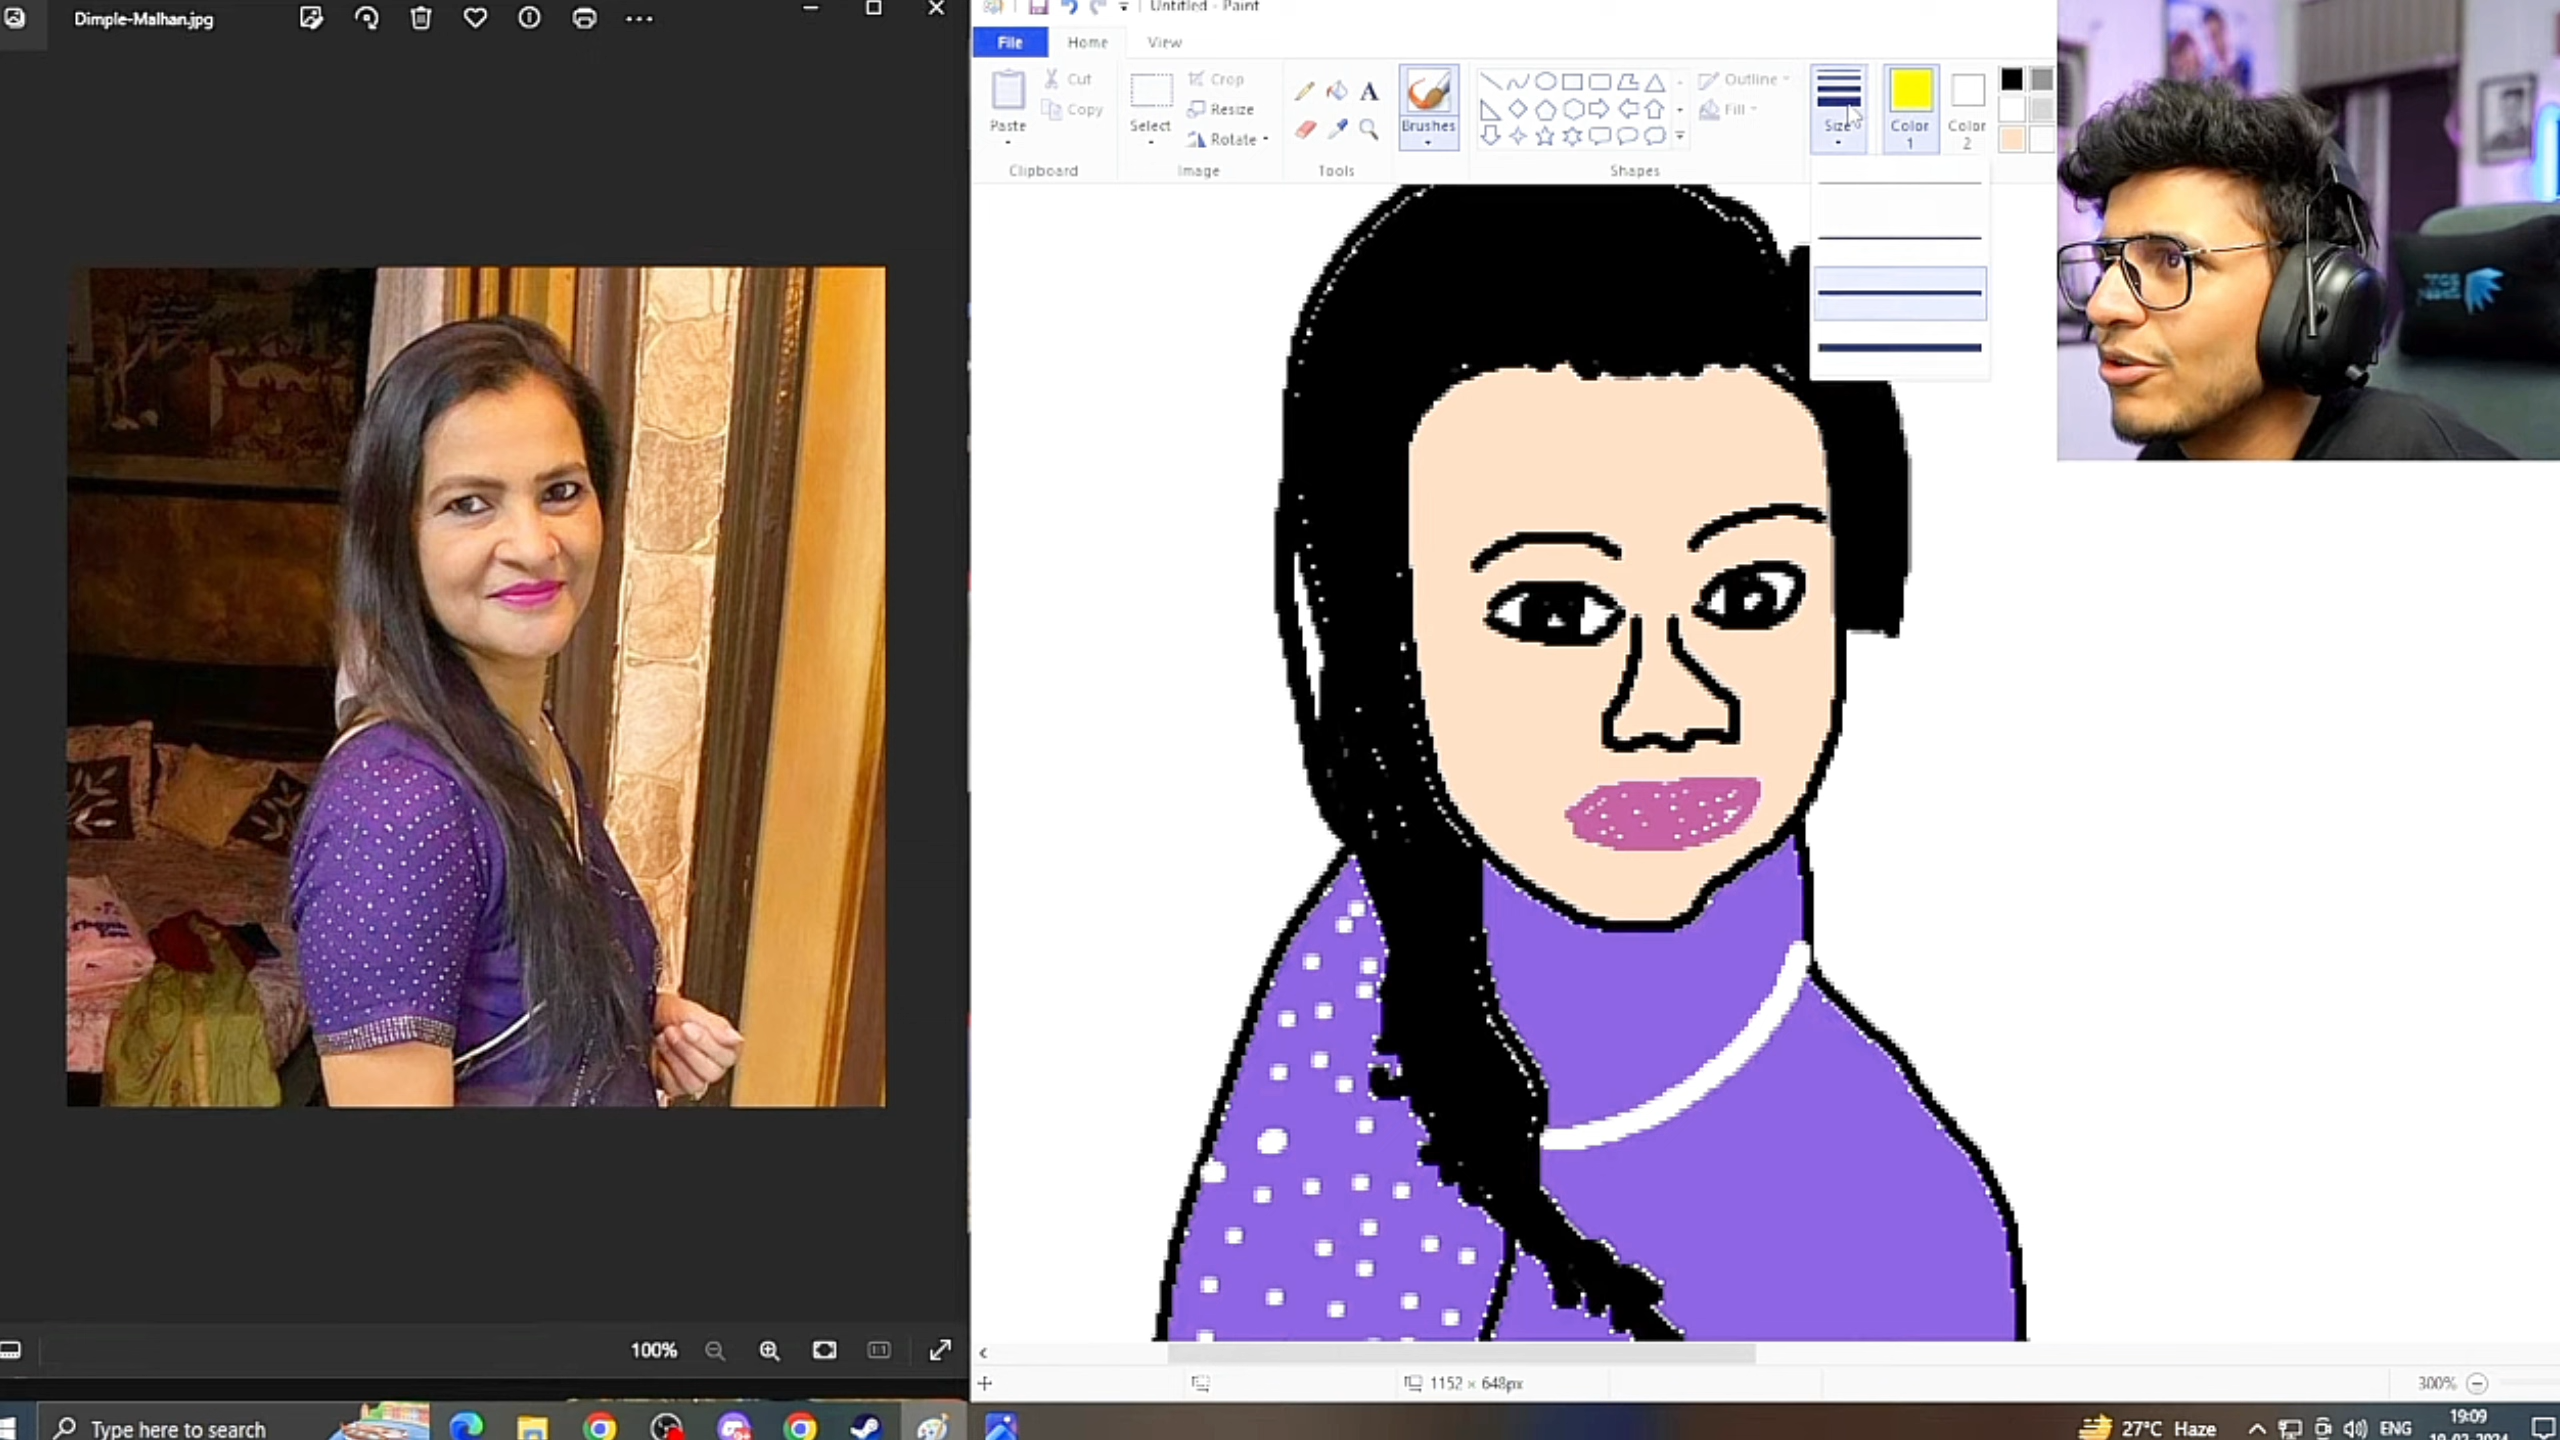 Dimple-Malhan.jpg
Untitled - Paint
File Home View
Paste
Cut
Copy
Clipboard
Select
Crop
Resize
Rotate
Image
A
Tools
Brushes
Outline
Fill
Shapes
Size
Color 1
Color 2
100%
1:1
1152 × 648px
300%
Type here to search
27°C Haze
ENG
19:09